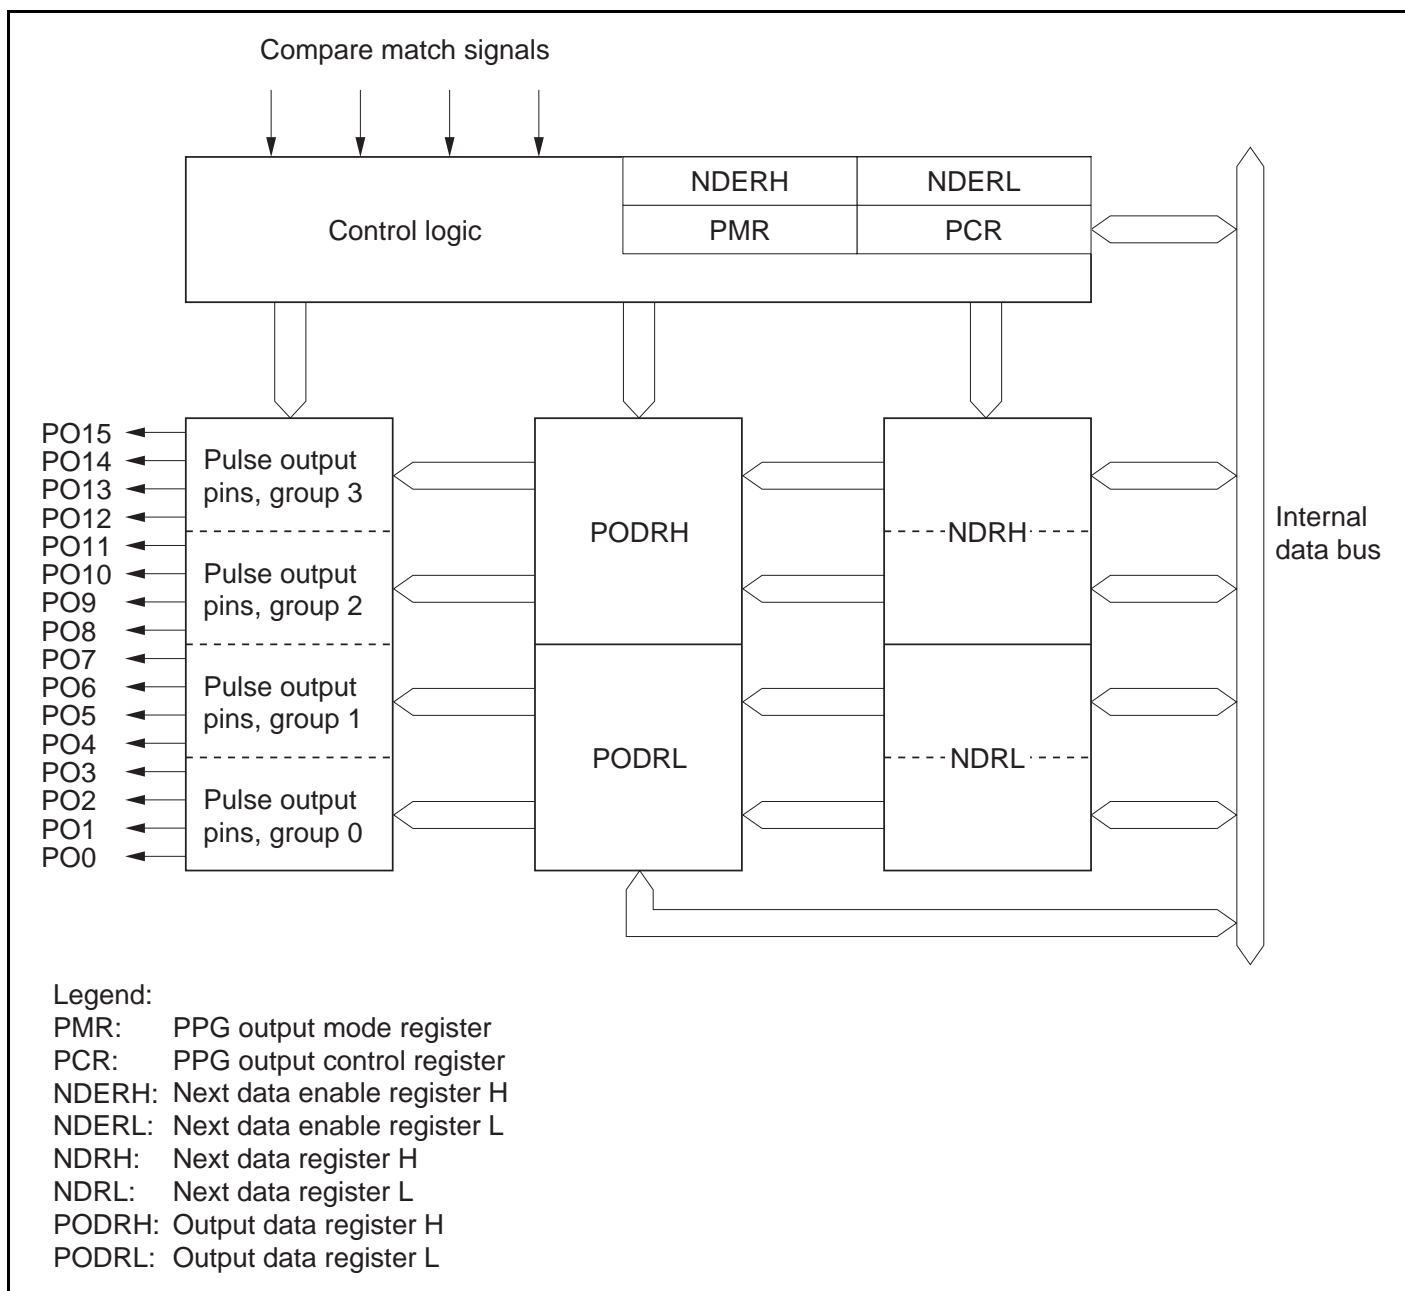 Compare match signals
NDERH NDERL
Control logic PMR PCR
PO15
PO14
PO13
PO12
PO11
PO10
PO9
PO8
PO7
PO6
PO5
PO4
PO3
PO2
PO1
PO0
Pulse output
pins, group 3
Pulse output
pins, group 2
Pulse output
pins, group 1
Pulse output
pins, group 0
PODRH
PODRL
NDRH
NDRL
Internal
data bus
Legend:
PMR: PPG output mode register
PCR: PPG output control register
NDERH: Next data enable register H
NDERL: Next data enable register L
NDRH: Next data register H
NDRL: Next data register L
PODRH: Output data register H
PODRL: Output data register L